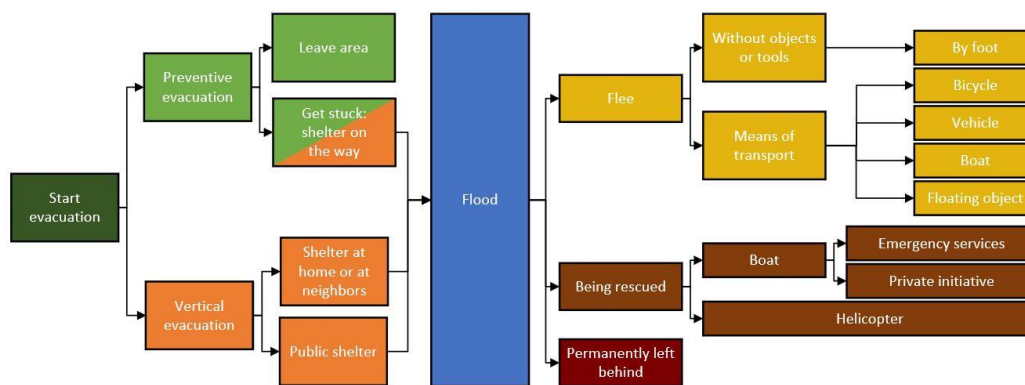 Start
evacuation
Preventive
evacuation
Leave area
Get stuck:
shelter on
the way
Vertical
evacuation
Shelter at
home or at
neighbors
Public shelter
Flood
Flee
Without objects
or tools
By foot
Means of
transport
Bicycle
Vehicle
Boat
Floating object
Being rescued
Boat
Emergency services
Private initiative
Helicopter
Permanently left
behind